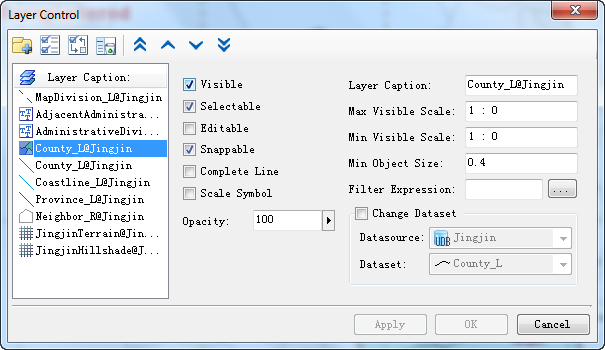 Layer Control
Layer Caption:
MapDivision_L@Jingjin
AdjacentAdministra...
AdministrativeDivi...
County_L@Jingjin
County_L@Jingjin
Coastline_L@Jingjin
Province_L@Jingjin
Neighbor_R@Jingjin
JingjinTerrain@Jin...
JingjinHillshade@J...
Visible
Selectable
Editable
Snappable
Complete Line
Scale Symbol
Opacity: 100
Layer Caption: County_L@Jingjin
Max Visible Scale: 1 : 0
Min Visible Scale: 1 : 0
Min Object Size: 0.4
Filter Expression: ...
Change Dataset
Datasource: UDB Jingjin
Dataset: County_L
Apply OK Cancel